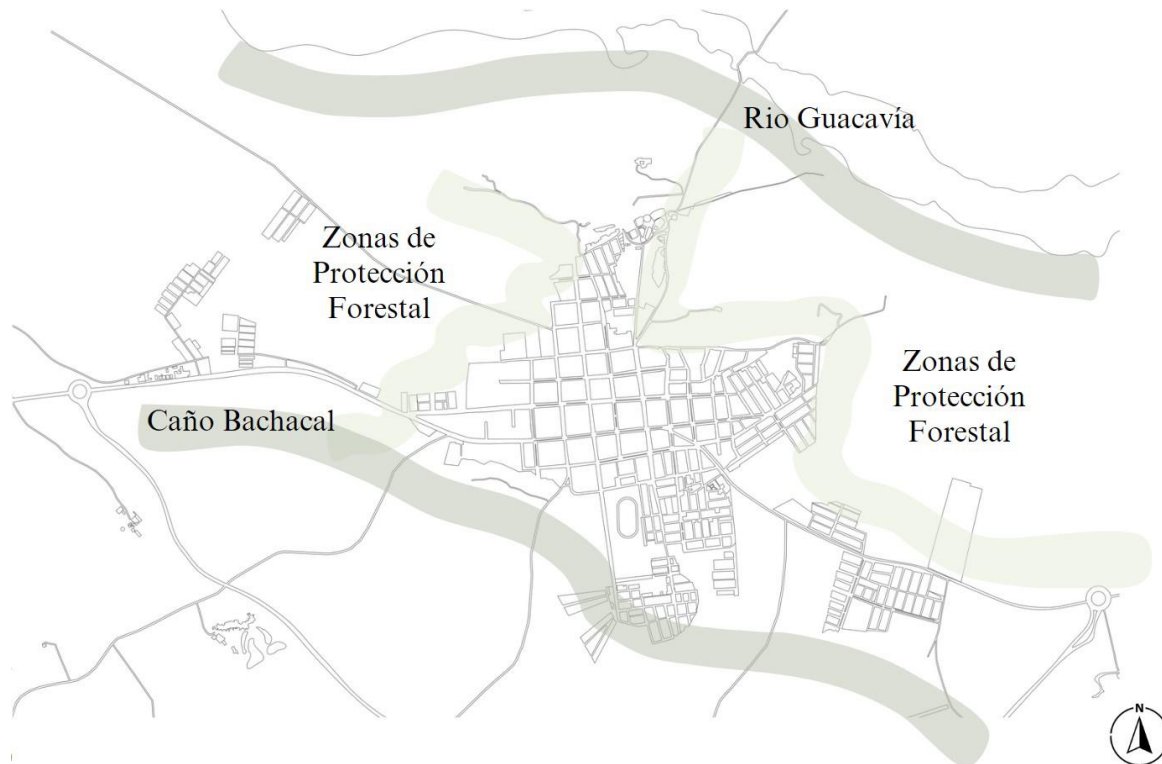 Rio Guacavía
Zonas de
Protección
Forestal
Zonas de
Protección
Forestal
Caño Bachacal
N